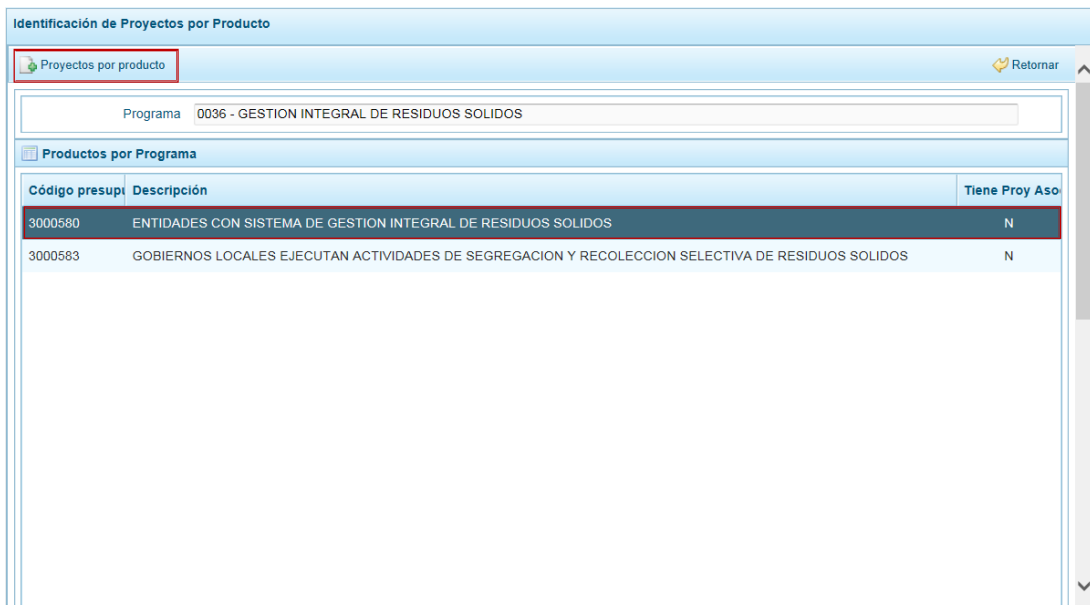 Identificación de Proyectos por Producto
Proyectos por producto Retornar
Programa 0036 - GESTION INTEGRAL DE RESIDUOS SOLIDOS
Productos por Programa
Código presupu Descripción Tiene Proy Aso
3000580 ENTIDADES CON SISTEMA DE GESTION INTEGRAL DE RESIDUOS SOLIDOS N
3000583 GOBIERNOS LOCALES EJECUTAN ACTIVIDADES DE SEGREGACION Y RECOLECCION SELECTIVA DE RESIDUOS SOLIDOS N